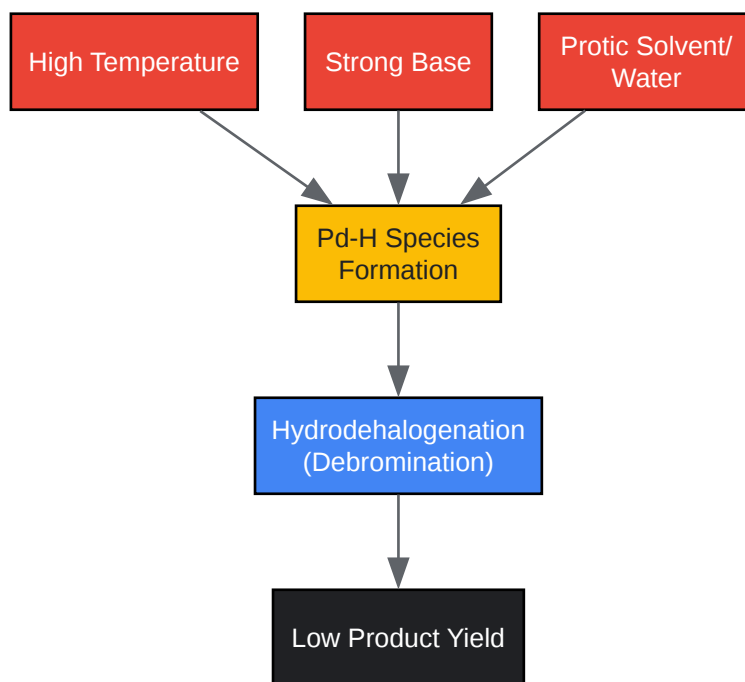 High Temperature
Strong Base
Protic Solvent/
Water
Pd-H Species
Formation
Hydrodehalogenation
(Debromination)
Low Product Yield